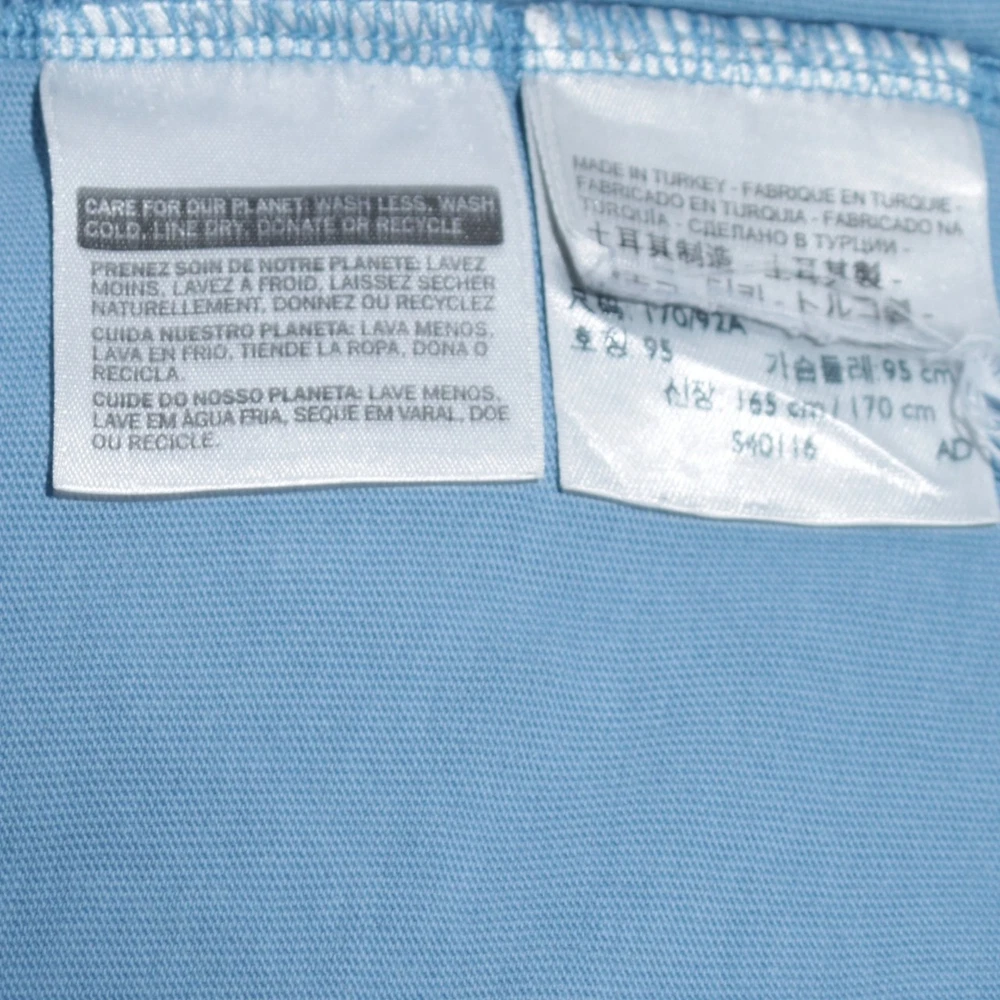 CARE FOR OUR PLANET: WASH LESS, WASH
COLD, LINE DRY, DONATE OR RECYCLE
PRENEZ SOIN DE NOTRE PLANETE: LAVEZ
MOINS, LAVEZ A FROID, LAISSEZ SECHER
NATURELLEMENT, DONNEZ OU RECYCLEZ
CUIDA NUESTRO PLANETA: LAVA MENOS,
LAVA EN FRIO, TIENDE LA ROPA, DONA O
RECICLA.
CUIDE DO NOSSO PLANETA: LAVE MENOS,
LAVE EM ÁGUA FRIA, SEQUE EM VARAL, DOE
OU RECICLE.
MADE IN TURKEY - FABRIQUE EN TURQUIE -
FABRICADO EN TURQUIA - FABRICADO NA
TURQUIA - СДЕЛАНО В ТУРЦИИ -
土耳其制造 - 土耳其製 -
トルコ製 -
170/92A
호칭 95
가슴둘레 95 cm
신장 165 cm / 170 cm
S40116 AD